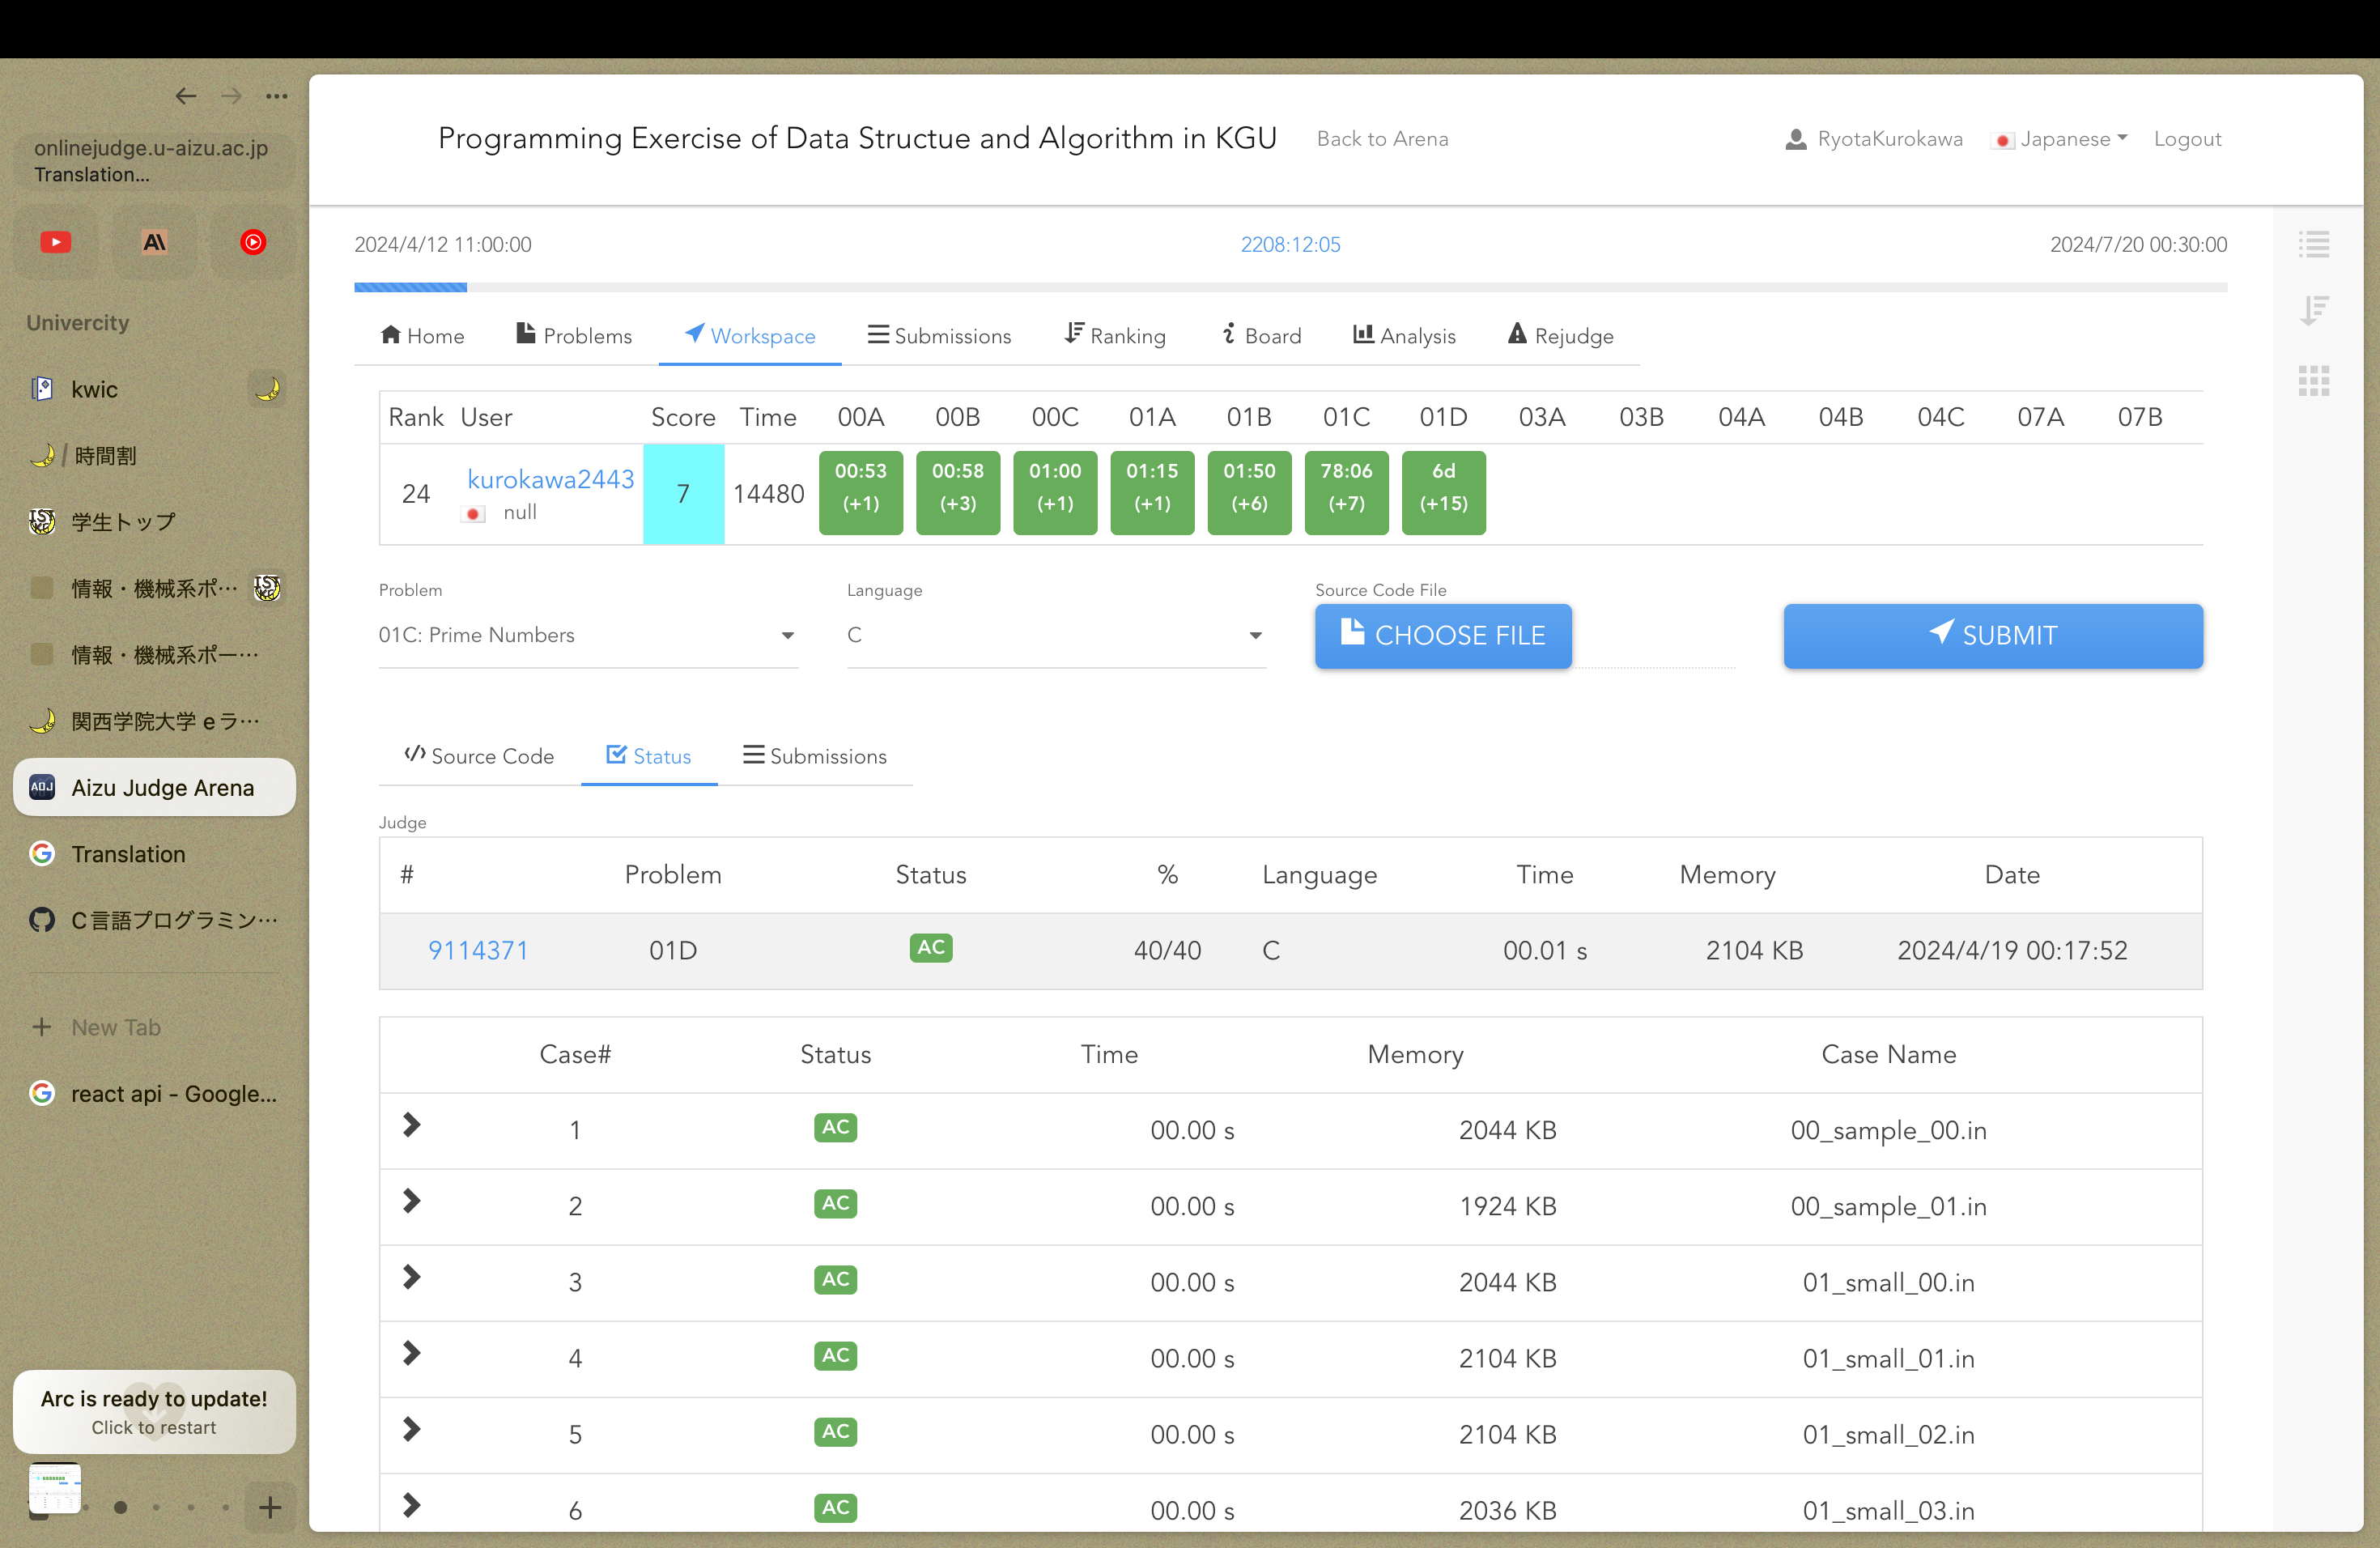 onlinejudge.u-aizu.ac.jp
Translation...
Univercity
kwic
/ 時間割
学生トップ
情報・機械系ポ…
情報・機械系ポー…
関西学院大学 e ラ…
AOJ Aizu Judge Arena
Translation
C 言語プログラミン…
New Tab
react api - Google...
Arc is ready to update!
Click to restart
Programming Exercise of Data Structue and Algorithm in KGU
Back to Arena
RyotaKurokawa
Japanese
Logout
2024/4/12 11:00:00
2208:12:05
2024/7/20 00:30:00
Home Problems Workspace Submissions Ranking Board Analysis Rejudge
Rank User Score Time 00A 00B 00C 01A 01B 01C 01D 03A 03B 04A 04B 04C 07A 07B
24 kurokawa2443 null 7 14480 00:53 (+1) 00:58 (+3) 01:00 (+1) 01:15 (+1) 01:50 (+6) 78:06 (+7) 6d (+15)
Problem Language Source Code File
01C: Prime Numbers C CHOOSE FILE SUBMIT
Source Code Status Submissions
Judge
# Problem Status % Language Time Memory Date
9114371 01D AC 40/40 C 00.01 s 2104 KB 2024/4/19 00:17:52
Case# Status Time Memory Case Name
1 AC 00.00 s 2044 KB 00_sample_00.in
2 AC 00.00 s 1924 KB 00_sample_01.in
3 AC 00.00 s 2044 KB 01_small_00.in
4 AC 00.00 s 2104 KB 01_small_01.in
5 AC 00.00 s 2104 KB 01_small_02.in
6 AC 00.00 s 2036 KB 01_small_03.in